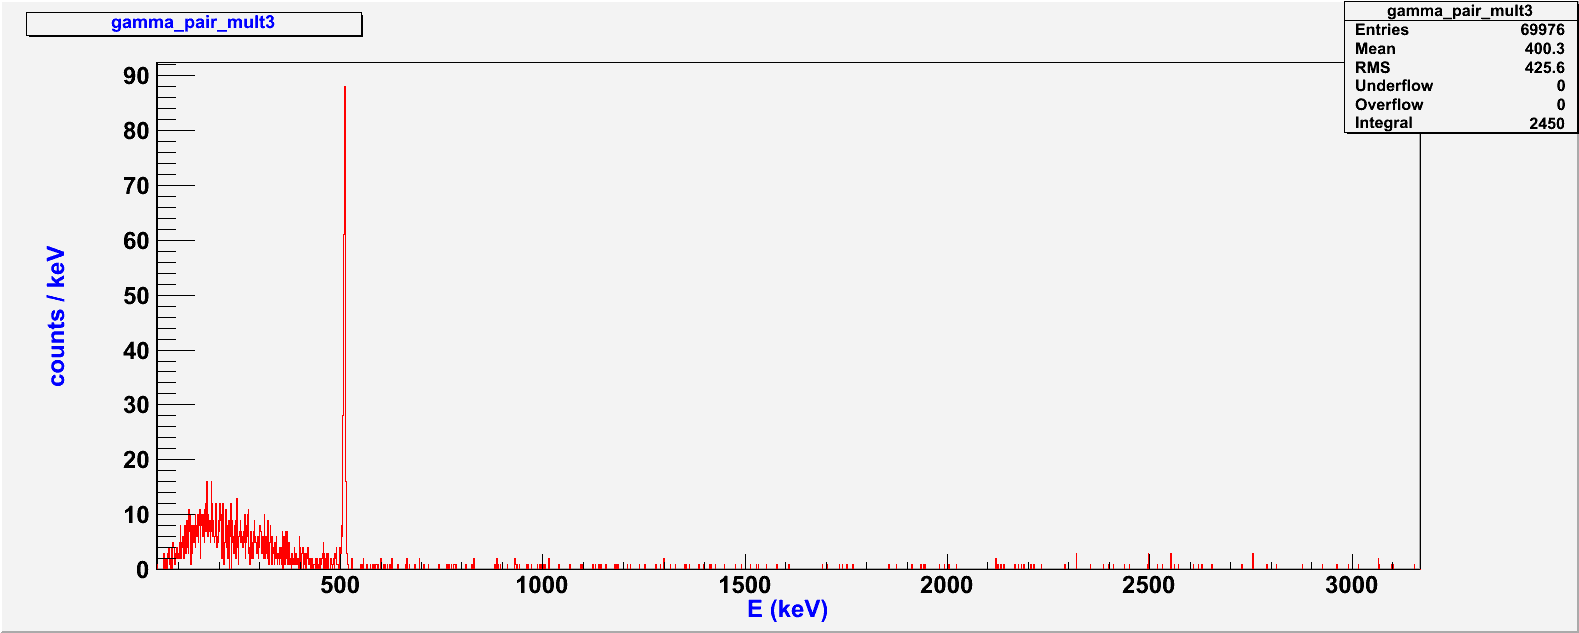 gamma_pair_mult3
gamma_pair_mult3
Entries 69976
Mean 400.3
RMS 425.6
Underflow 0
Overflow 0
Integral 2450
90
80
70
60
50
40
30
20
10
0
counts / keV
500 1000 1500 2000 2500 3000
E (keV)